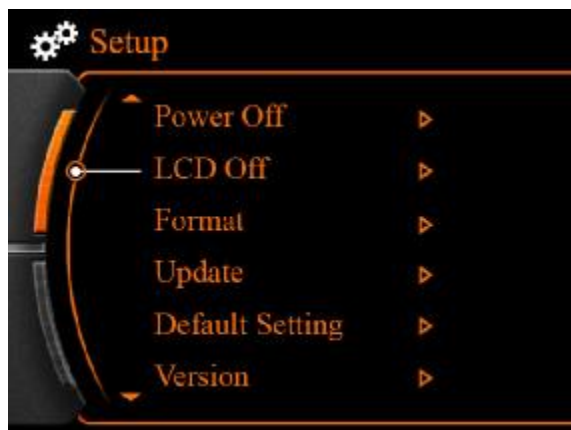 Setup
Power Off
LCD Off
Format
Update
Default Setting
Version